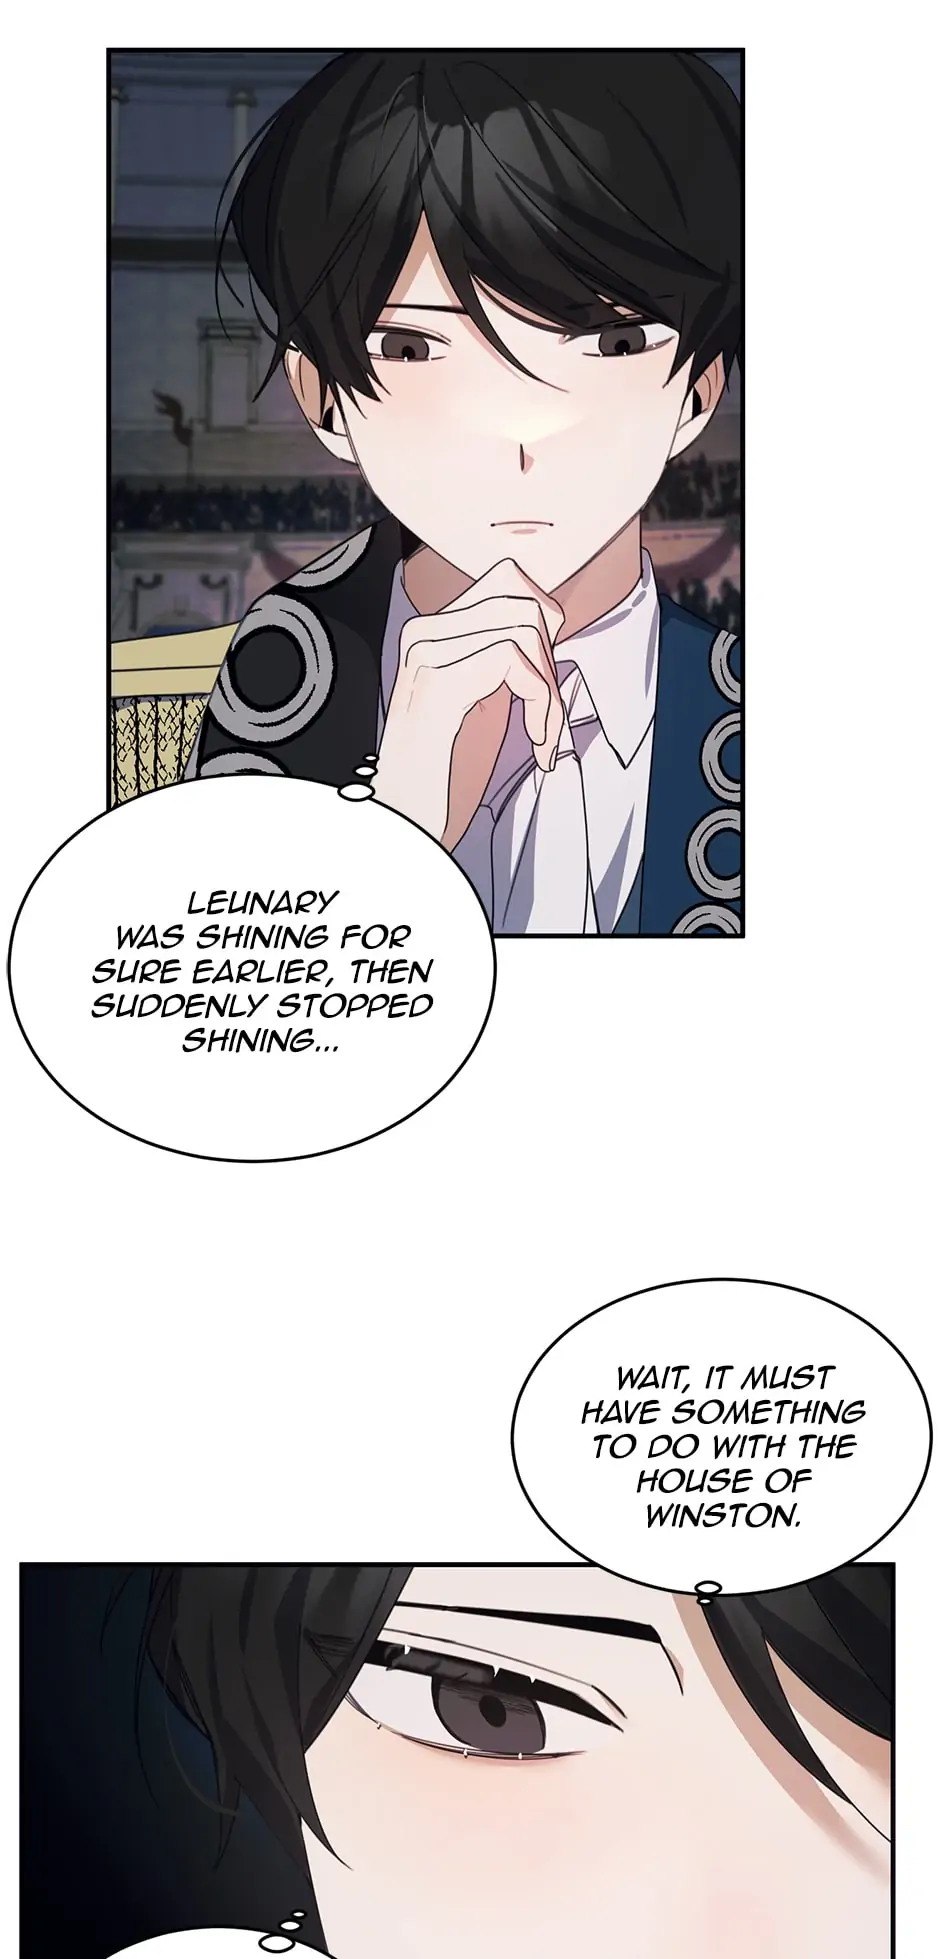 LEUNARY
WAS SHINING FOR
SURE EARLIER, THEN
SUDDENLY STOPPED
SHINING...
WAIT, IT MUST
HAVE SOMETHING
TO DO WITH THE
HOUSE OF
WINSTON.